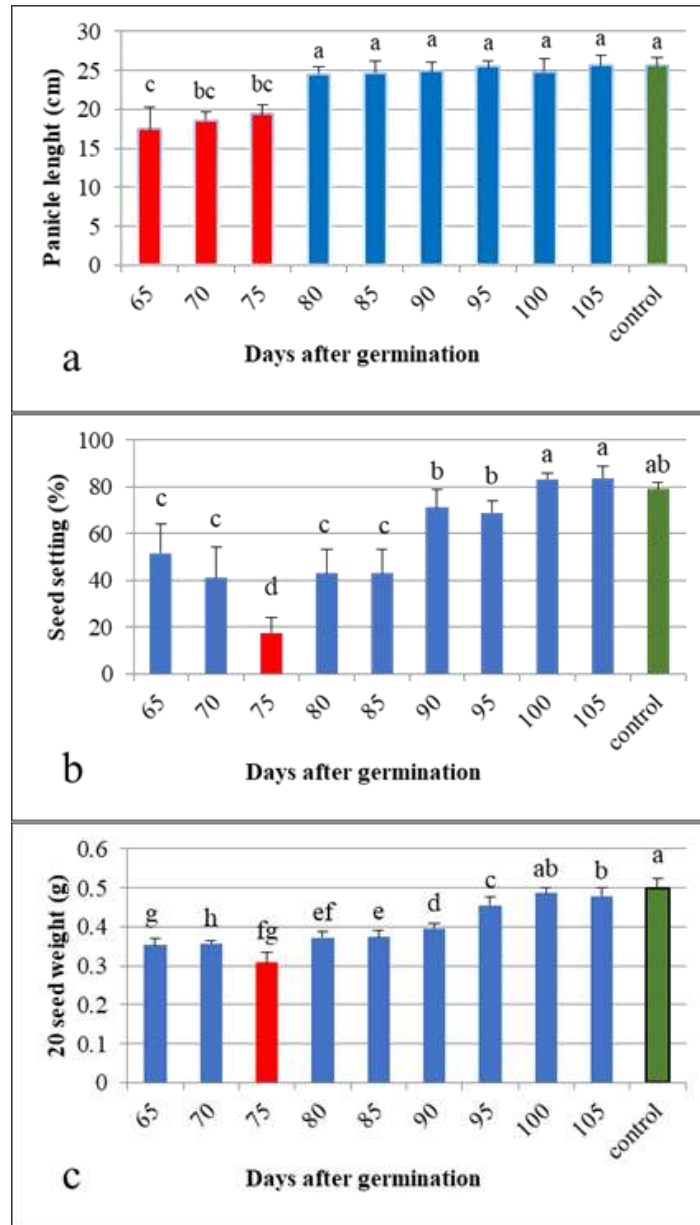 30
25
20
15
10
5
0
Panicle lenght (cm)
c bc bc a a a a a a a
65 70 75 80 85 90 95 100 105 control
Days after germination
a
100
80
60
40
20
0
Seed setting (%)
c c d c c b b a a ab
65 70 75 80 85 90 95 100 105 control
Days after germination
b
0.6
0.5
0.4
0.3
0.2
0.1
0
20 seed weight (g)
g h fg ef e d c ab b a
65 70 75 80 85 90 95 100 105 control
Days after germination
c